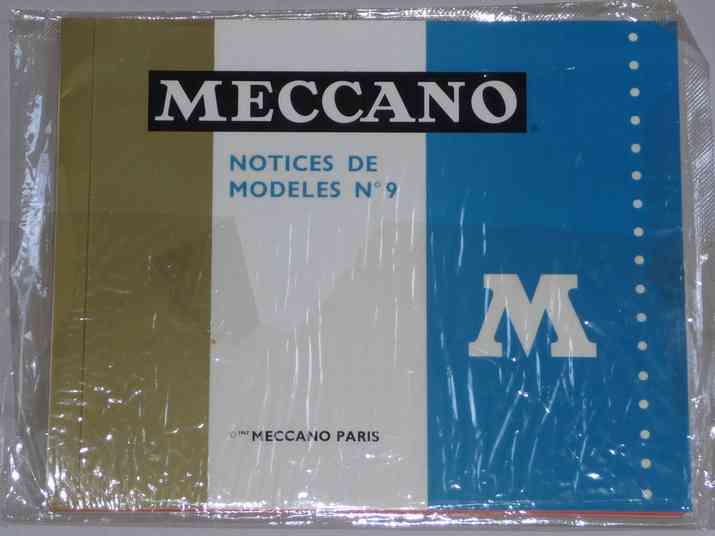 MECCANO
NOTICES DE
MODELES N° 9
M
© MECCANO PARIS